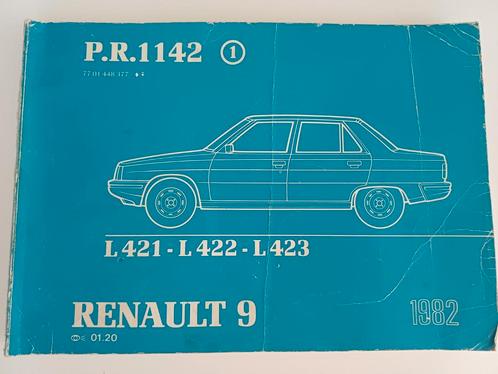 P.R.1142 1
77 01 448 177
L 421 - L 422 - L 423
RENAULT 9 1982
E 01.20